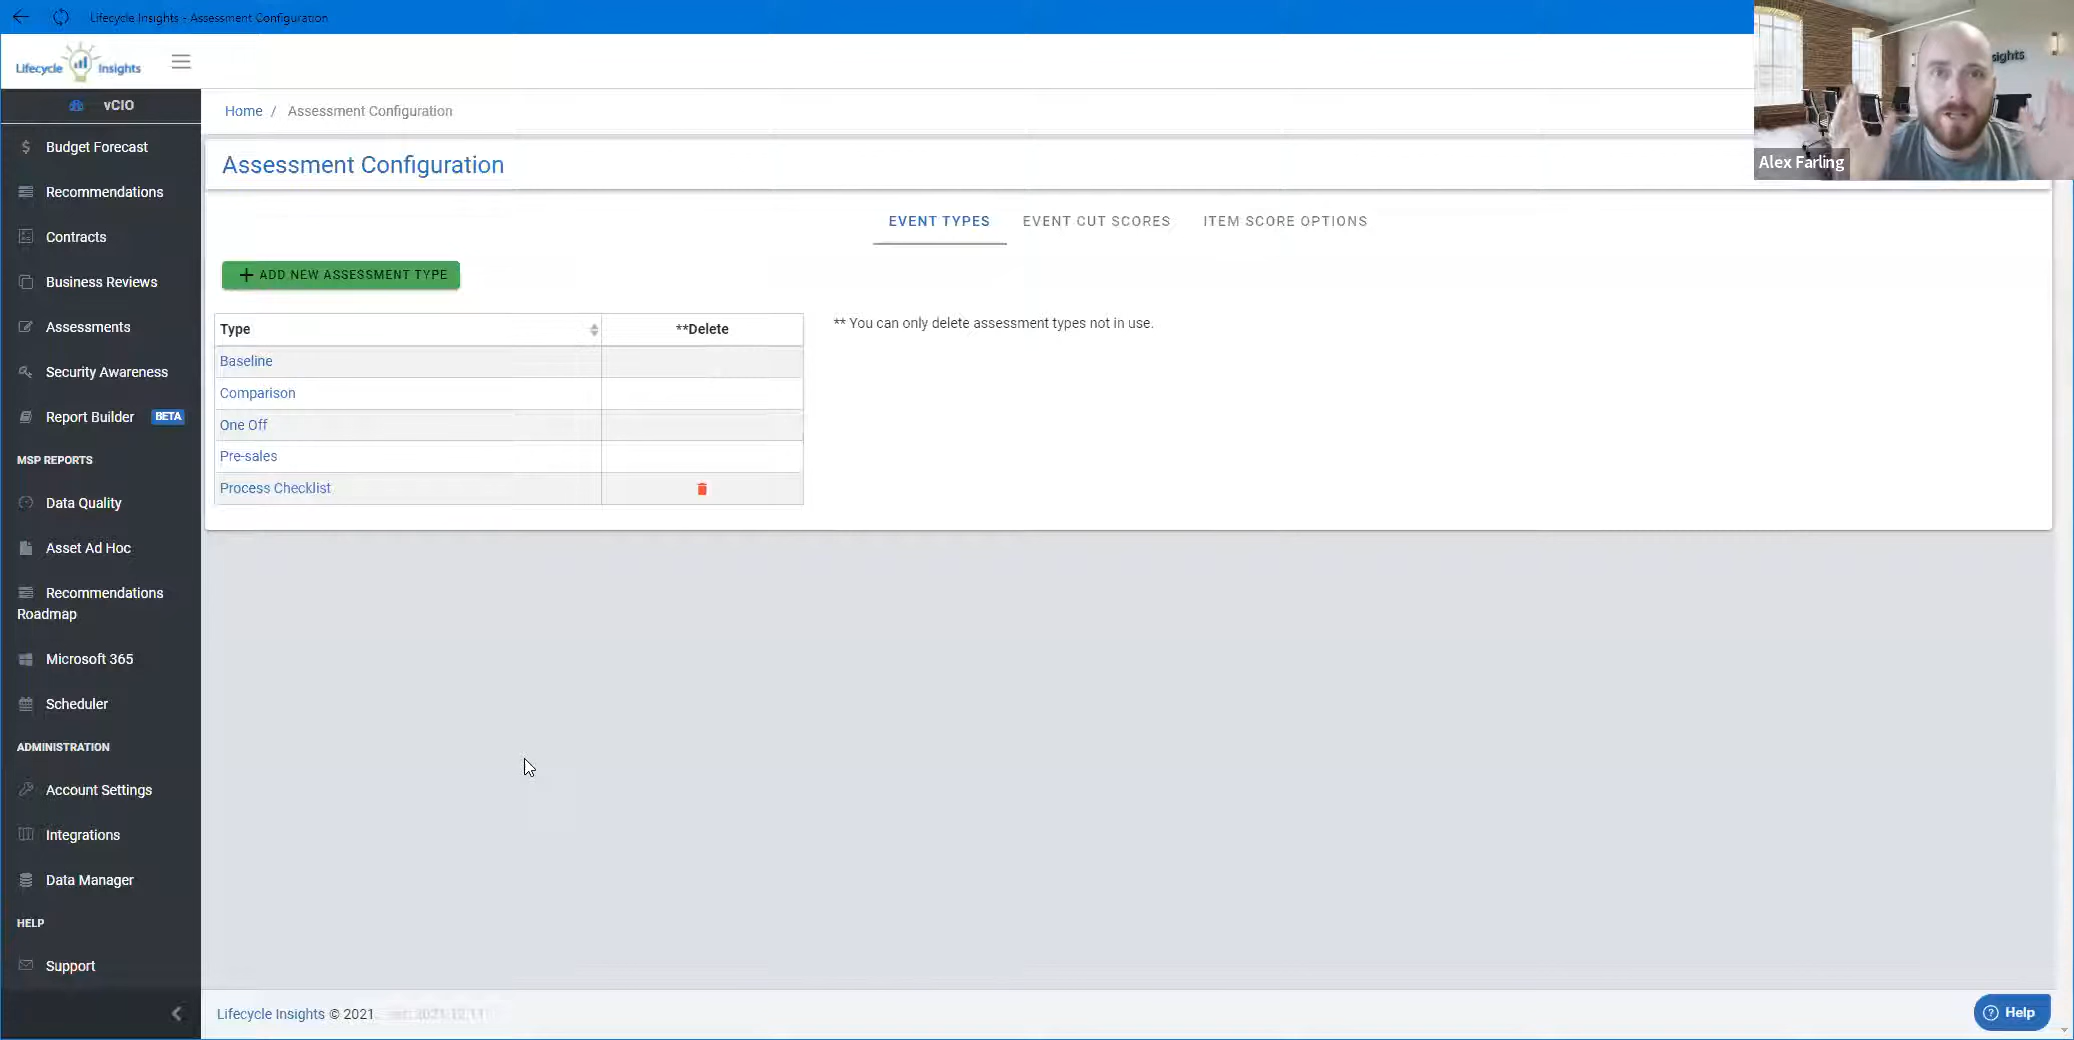 Lifecycle Insights - Assessment Configuration
Lifecycle Insights
sights
Alex Farling
vCIO
Budget Forecast
Recommendations
Contracts
Business Reviews
Assessments
Security Awareness
Report Builder BETA
MSP REPORTS
Data Quality
Asset Ad Hoc
Recommendations
Roadmap
Microsoft 365
Scheduler
ADMINISTRATION
Account Settings
Integrations
Data Manager
HELP
Support
Home / Assessment Configuration
Assessment Configuration
EVENT TYPES EVENT CUT SCORES ITEM SCORE OPTIONS
+ ADD NEW ASSESSMENT TYPE
Type **Delete
Baseline
Comparison
One Off
Pre-sales
Process Checklist
** You can only delete assessment types not in use.
Lifecycle Insights © 2021
Help